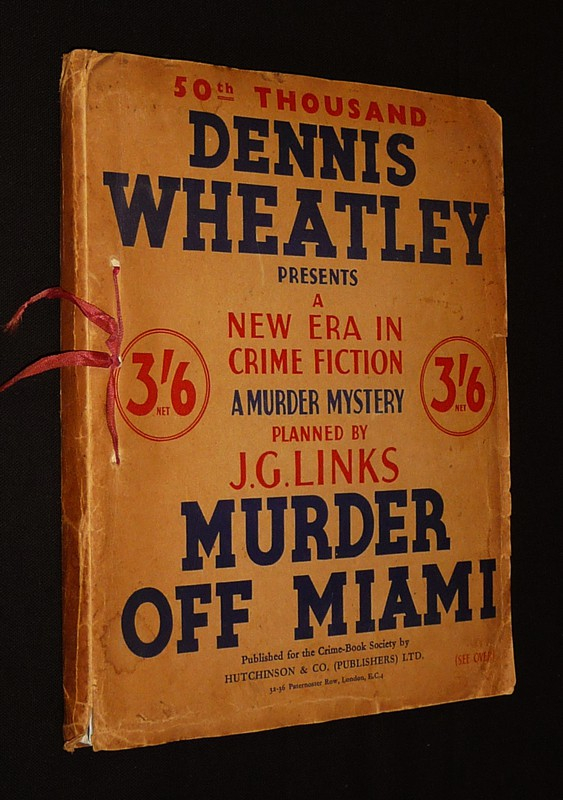 50th THOUSAND
DENNIS
WHEATLEY
PRESENTS
A
NEW ERA IN
CRIME FICTION
3'/6
NET
3'/6
NET
A MURDER MYSTERY
PLANNED BY
J.G. LINKS
MURDER
OFF MIAMI
Published for the Crime-Book Society by
HUTCHINSON & CO. (PUBLISHERS) LTD.
32-36 Paternoster Row, London, E.C.4
(SEE OVER)